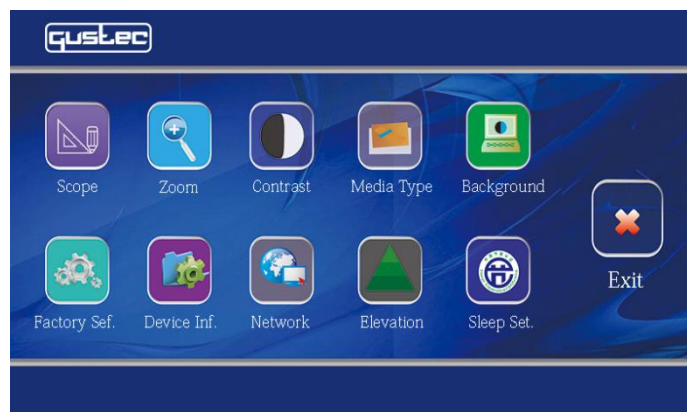 gustec
Scope Zoom Contrast Media Type Background
Exit
Factory Sef. Device Inf. Network Elevation Sleep Set.